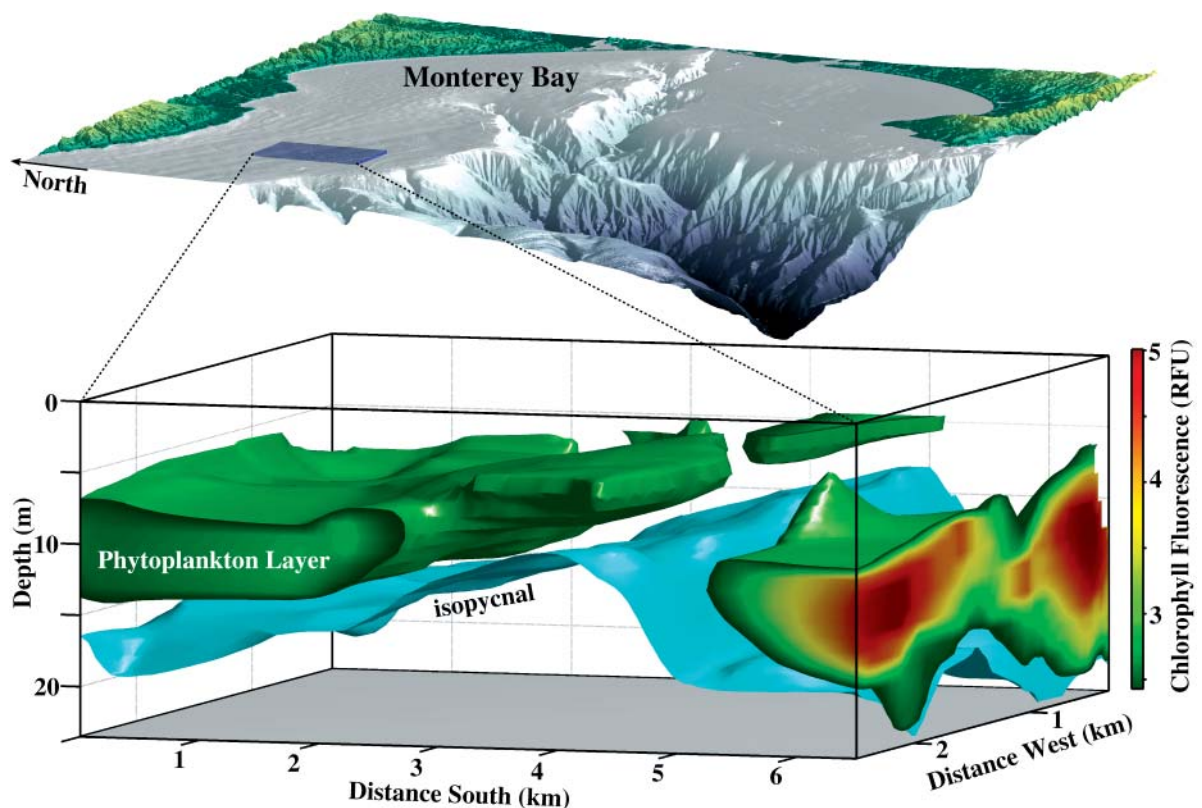 Monterey Bay
North
0
10
20
Depth (m)
Phytoplankton Layer
isopycnal
1
2
3
4
5
6
Distance South (km)
2
1
Distance West (km)
5
4
3
Chlorophyll Fluorescence (RFU)